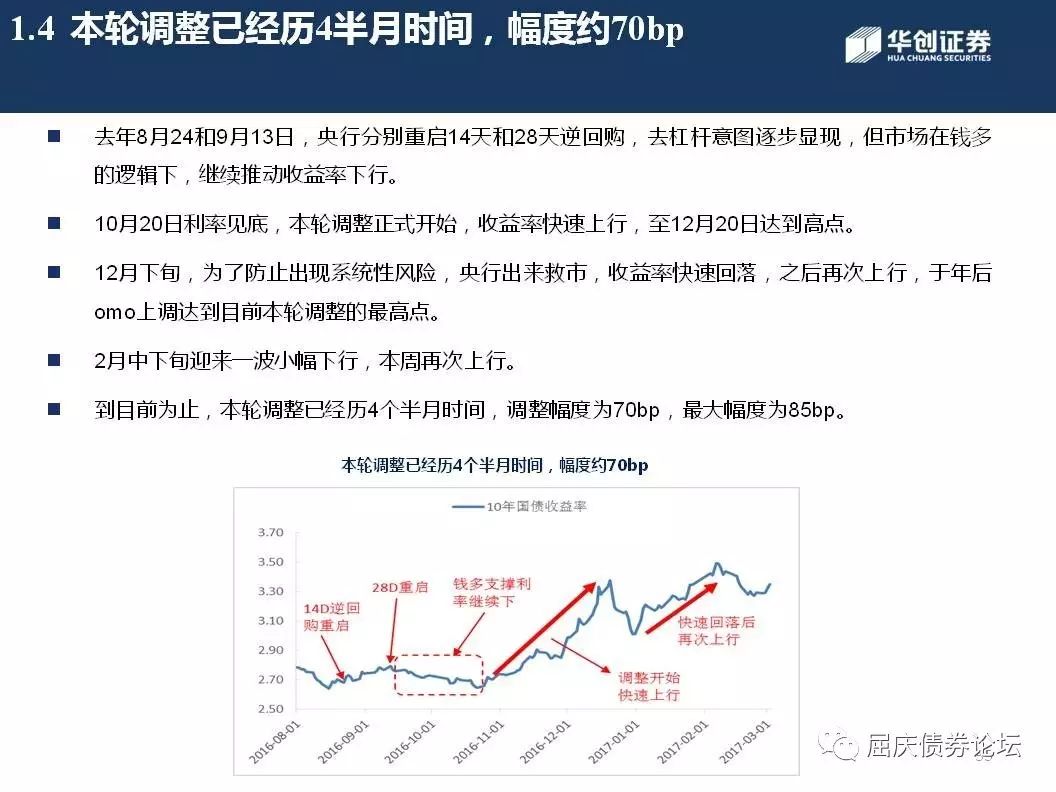 1.4 本轮调整已经历4半月时间，幅度约70bp
华创证券
HUA CHUANG SECURITIES
去年8月24和9月13日，央行分别重启14天和28天逆回购，去杠杆意图逐步显现，但市场在钱多
的逻辑下，继续推动收益率下行。
10月20日利率见底，本轮调整正式开始，收益率快速上行，至12月20日达到高点。
12月下旬，为了防止出现系统性风险，央行出来救市，收益率快速回落，之后再次上行，于年后
omo上调达到目前本轮调整的最高点。
2月中下旬迎来一波小幅下行，本周再次上行。
到目前为止，本轮调整已经历4个半月时间，调整幅度为70bp，最大幅度为85bp。
本轮调整已经历4个半月时间，幅度约70bp
10年国债收益率
3.70
3.50
3.30
3.10
2.90
2.70
2.50
14D逆回
购重启
28D重启
钱多支撑利
率继续下
调整开始
快速上行
快速回落后
再次上行
2016-08-01
2016-09-01
2016-10-01
2016-11-01
2016-12-01
2017-01-01
2017-02-01
2017-03-01
屈庆债券论坛